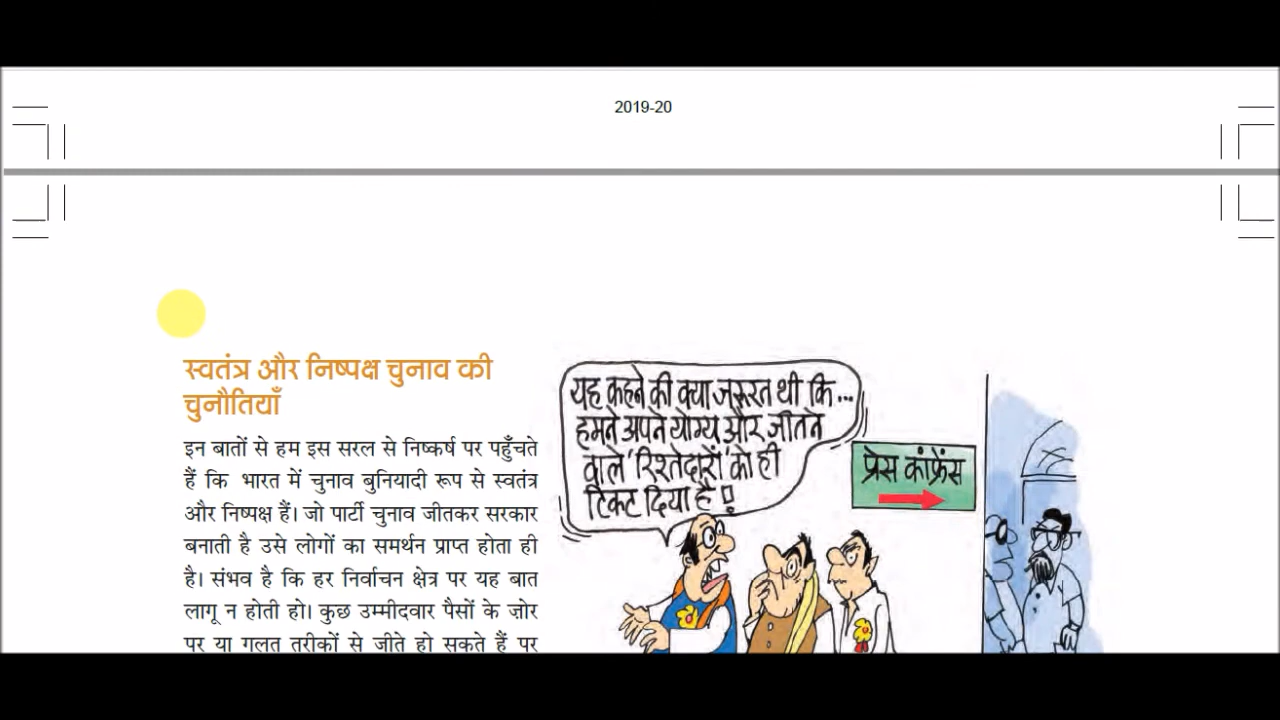 2019-20
स्वतंत्र और निष्पक्ष चुनाव की
चुनौतियाँ
इन बातों से हम इस सरल से निष्कर्ष पर पहुँचते
हैं कि भारत में चुनाव बुनियादी रूप से स्वतंत्र
और निष्पक्ष हैं। जो पार्टी चुनाव जीतकर सरकार
बनाती है उसे लोगों का समर्थन प्राप्त होता ही
है। संभव है कि हर निर्वाचन क्षेत्र पर यह बात
लागू न होती हो। कुछ उम्मीदवार पैसों के ज़ोर
पर या गलत तरीकों से जीते हो सकते हैं पर
यह कहने की क्या जरूरत थी कि...
हमने अपने योग्य और जीतने
वाले 'रिश्तेदारों' को ही
टिकट दिया है!
प्रेस कांफ्रेंस